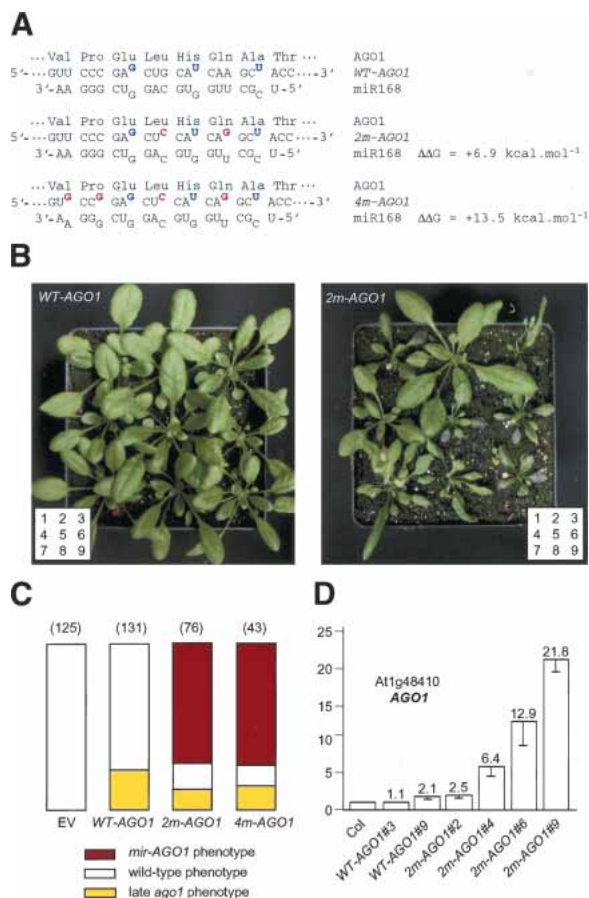 A
··· Val Pro Glu Leu His Gln Ala Thr ··· AGO1
5′-···GUU CCC GAG CUG CAU CAA GCU ACC···-3′ WT-AGO1
3′-AA GGG CUG GAC GUG GUU CGC U-5′ miR168
··· Val Pro Glu Leu His Gln Ala Thr ··· AGO1
5′-···GUU CCC GAG CUC CAU CAG GCU ACC···-3′ 2m-AGO1
3′-AA GGG CUG GAC GUG GUU CGC U-5′ miR168 ΔΔG = +6.9 kcal.mol⁻¹
··· Val Pro Glu Leu His Gln Ala Thr ··· AGO1
5′-···GUG CCG GAG CUC CAU CAG GCU ACC···-3′ 4m-AGO1
3′-AA GGG CUG GAC GUG GUU CGC U-5′ miR168 ΔΔG = +13.5 kcal.mol⁻¹
B
WT-AGO1
1 2 3
4 5 6
7 8 9
2m-AGO1
1 2 3
4 5 6
7 8 9
C
(125) (131) (76) (43)
EV WT-AGO1 2m-AGO1 4m-AGO1
mir-AGO1 phenotype
wild-type phenotype
late ago1 phenotype
D
25
20
15
10
5
0
At1g48410
AGO1
1.1
2.1
2.5
6.4
12.9
21.8
Col
WT-AGO1#3
WT-AGO1#9
2m-AGO1#2
2m-AGO1#4
2m-AGO1#6
2m-AGO1#9